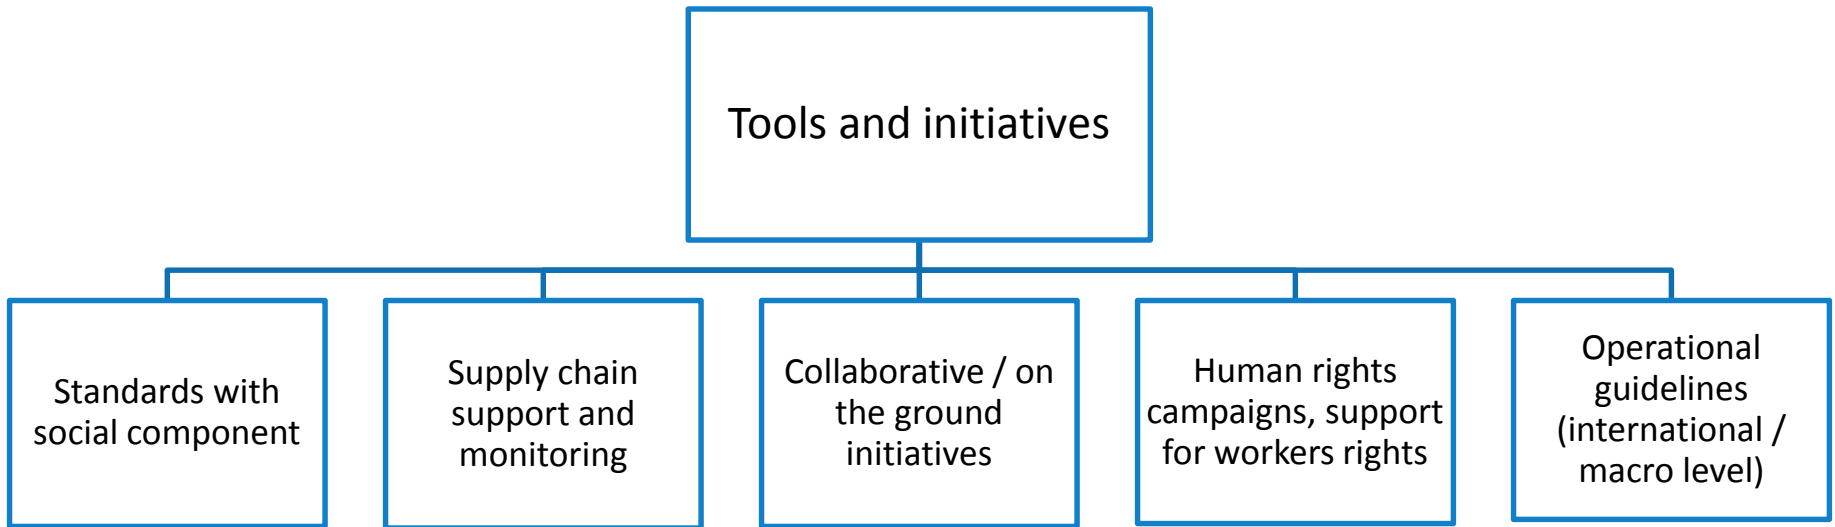 Tools and initiatives
Standards with
social component
Supply chain
support and
monitoring
Collaborative / on
the ground
initiatives
Human rights
campaigns, support
for workers rights
Operational
guidelines
(international /
macro level)